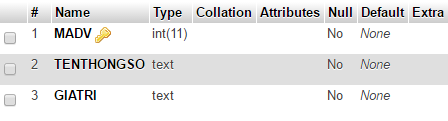 # Name Type Collation Attributes Null Default Extra
1 MADV int(11) No None
2 TENTHONGSO text No None
3 GIATRI text No None